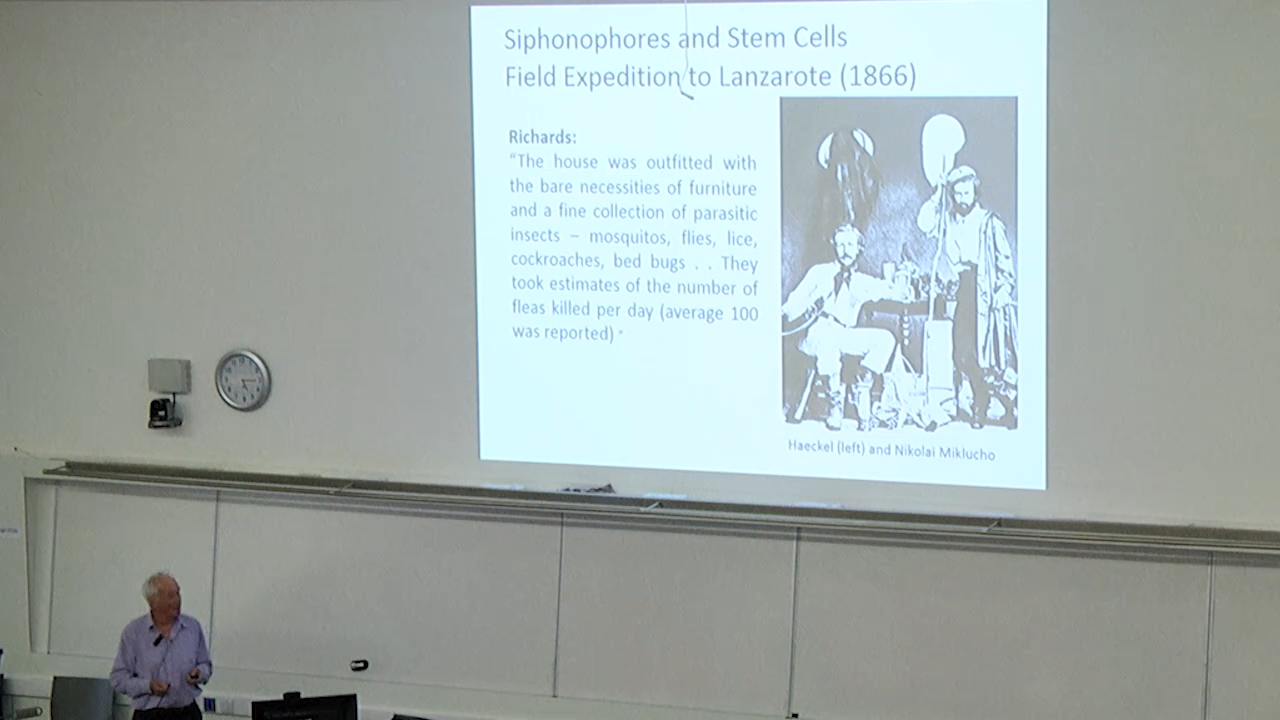 Siphonophores and Stem Cells
Field Expedition to Lanzarote (1866)
Richards:
“The house was outfitted with
the bare necessities of furniture
and a fine collection of parasitic
insects – mosquitos, flies, lice,
cockroaches, bed bugs . . They
took estimates of the number of
fleas killed per day (average 100
was reported) “
Haeckel (left) and Nikolai Miklucho